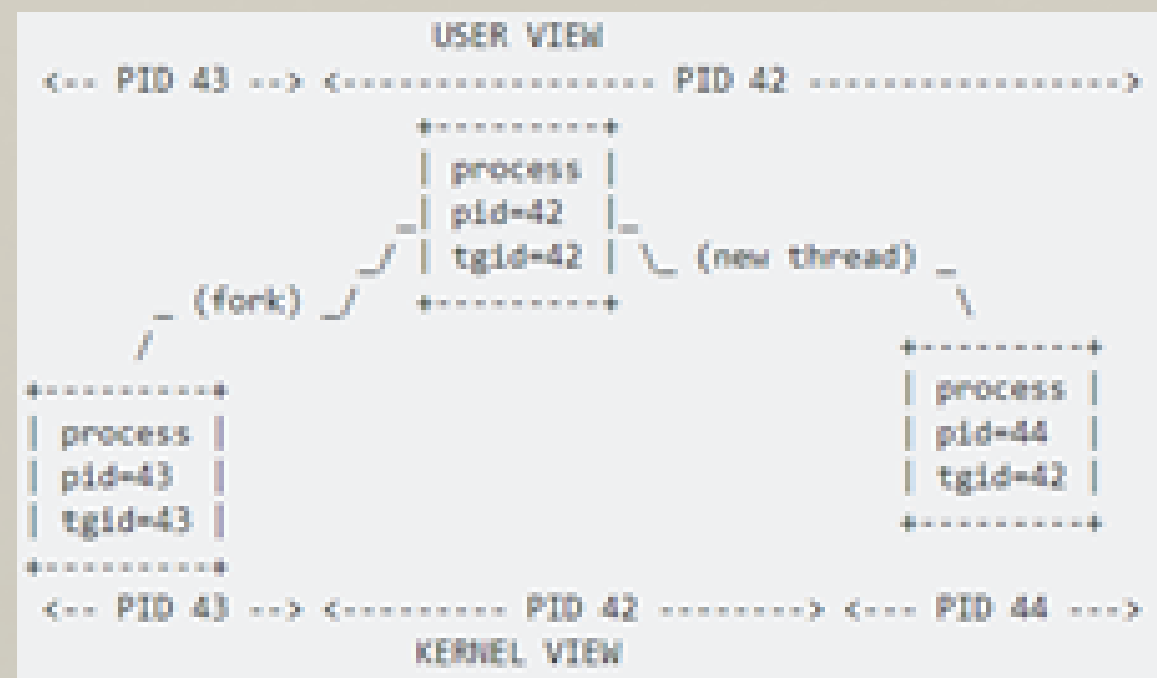 USER VIEW
<-- PID 43 --> <----------------- PID 42 ----------------->
+---------+
| process |
_| pid=42 |_
_/ | tgid=42 | \_ (new thread) _
_ (fork) _/ +---------+ \
/ +---------+
+---------+ | process |
| process | | pid=44 |
| pid=43 | | tgid=42 |
| tgid=43 | +---------+
+---------+
<-- PID 43 --> <--------- PID 42 --------> <--- PID 44 --->
KERNEL VIEW